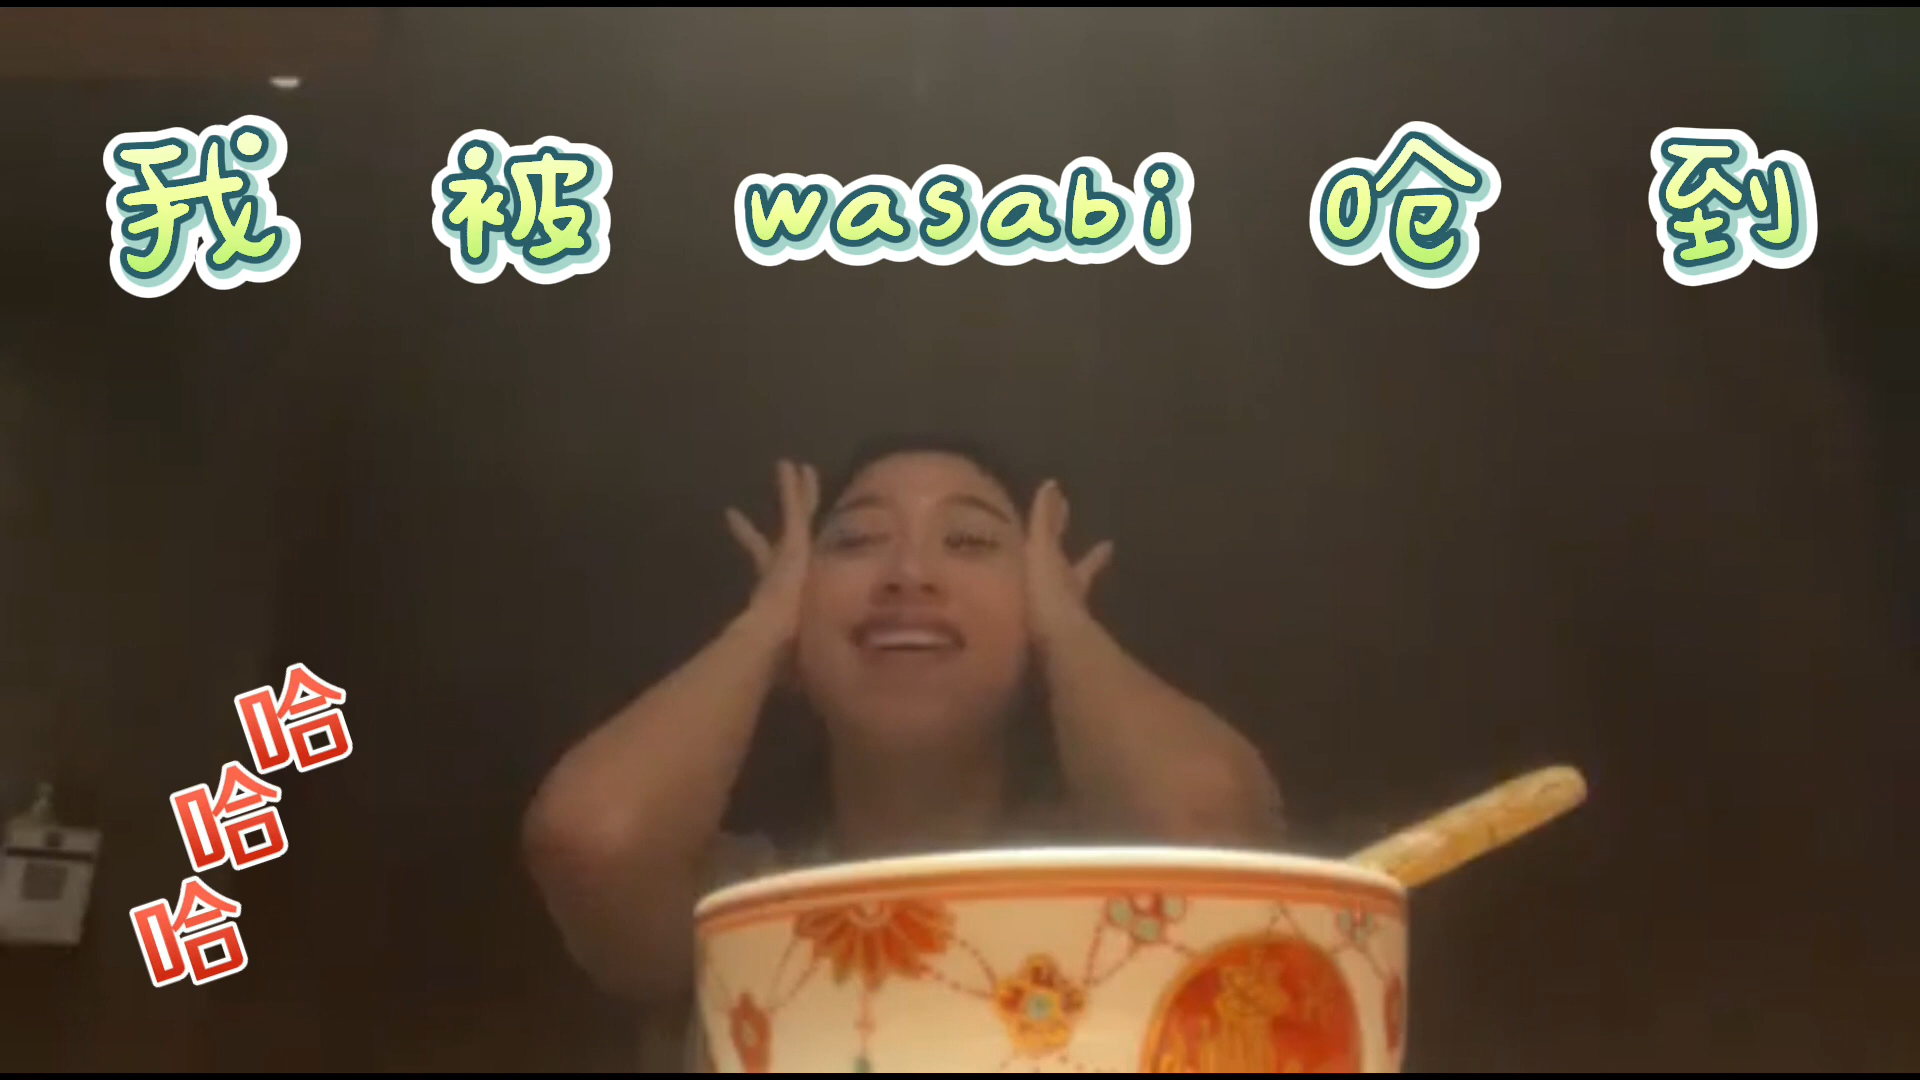 我 被 wasabi 呛 到
哈
哈
哈